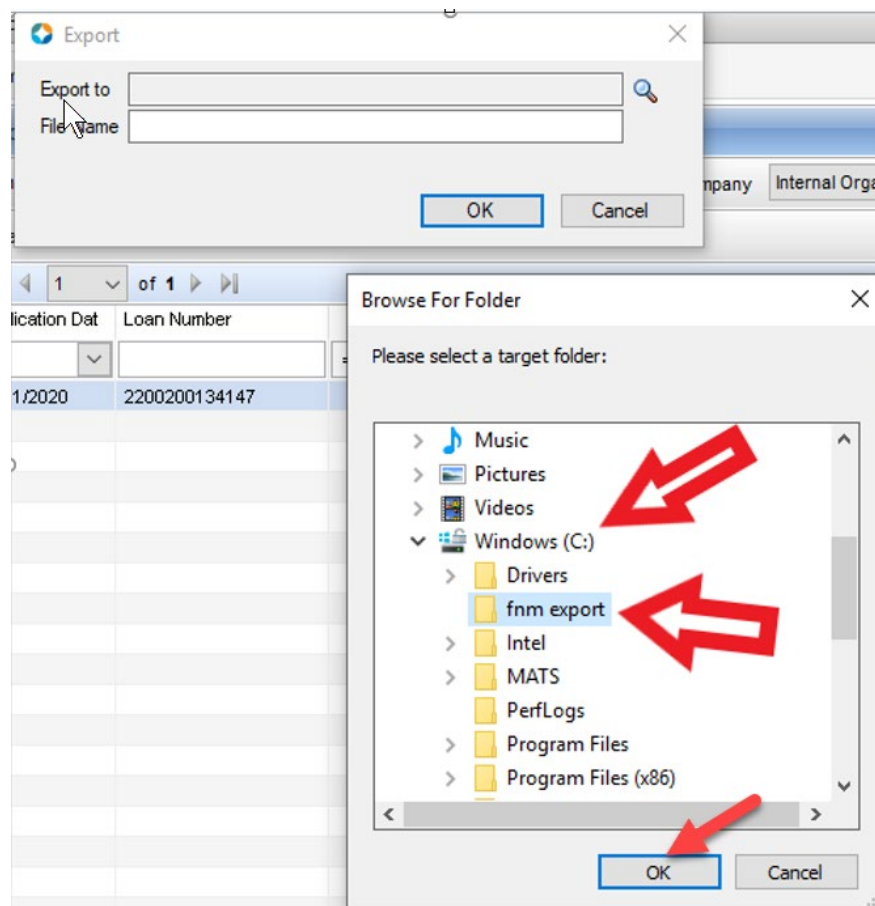 Export
Export to
File Name
OK Cancel
mpany Internal Orga
1 of 1
lication Dat Loan Number
1/2020 2200200134147
Browse For Folder
Please select a target folder:
Music
Pictures
Videos
Windows (C:)
Drivers
fnm export
Intel
MATS
PerfLogs
Program Files
Program Files (x86)
OK Cancel